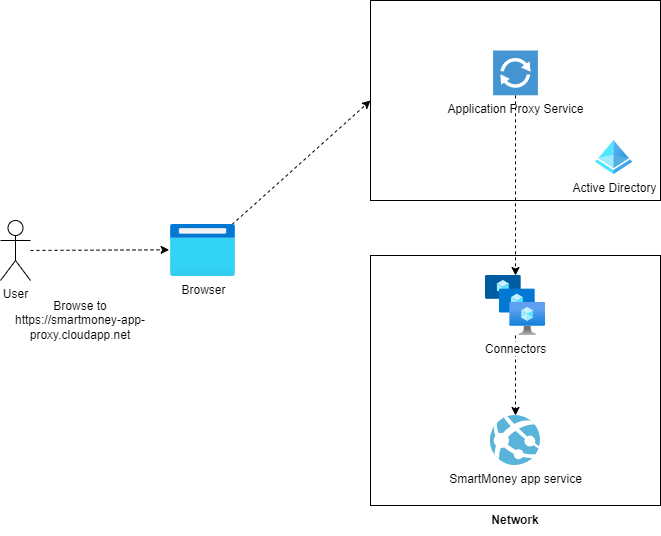 Application Proxy Service
Active Directory
User
Browser
Browse to
https://smartmoney-app-
proxy.cloudapp.net
Connectors
SmartMoney app service
Network